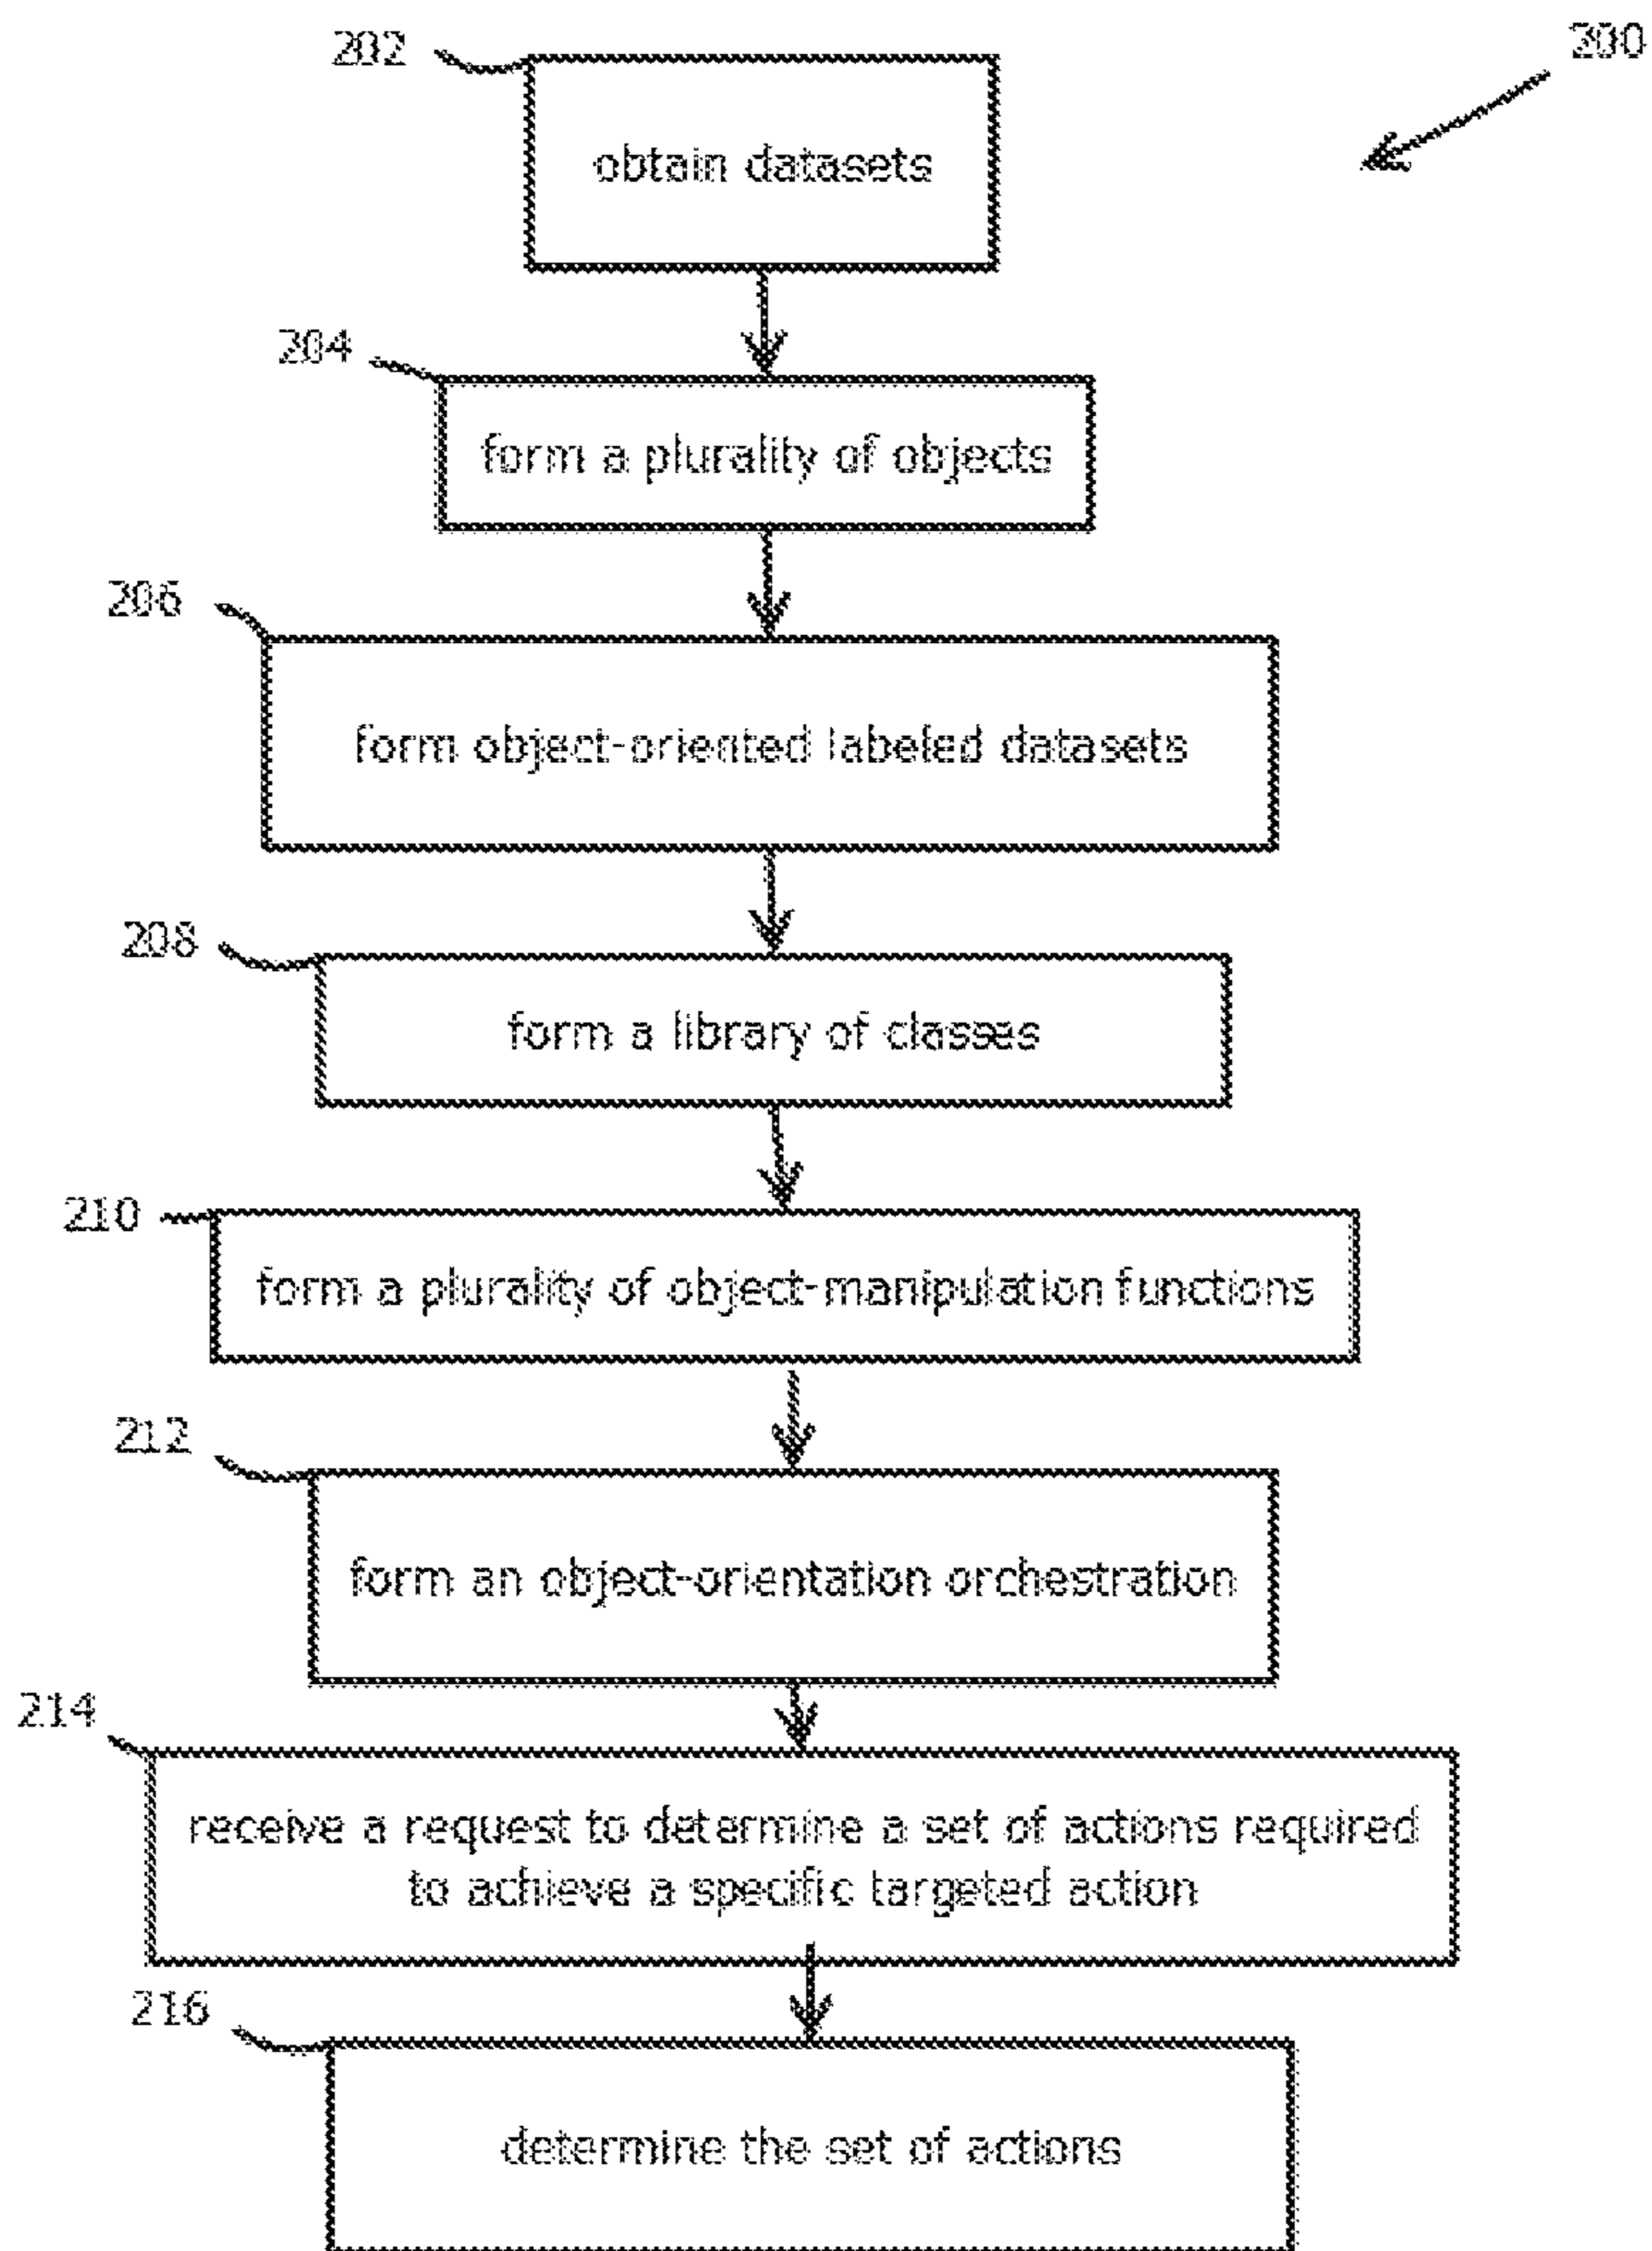 202
200
obtain datasets
204
form a plurality of objects
206
form object-oriented labeled datasets
208
form a library of classes
210
form a plurality of object-manipulation functions
212
form an object-orientation orchestration
214
receive a request to determine a set of actions required
to achieve a specific targeted action
216
determine the set of actions